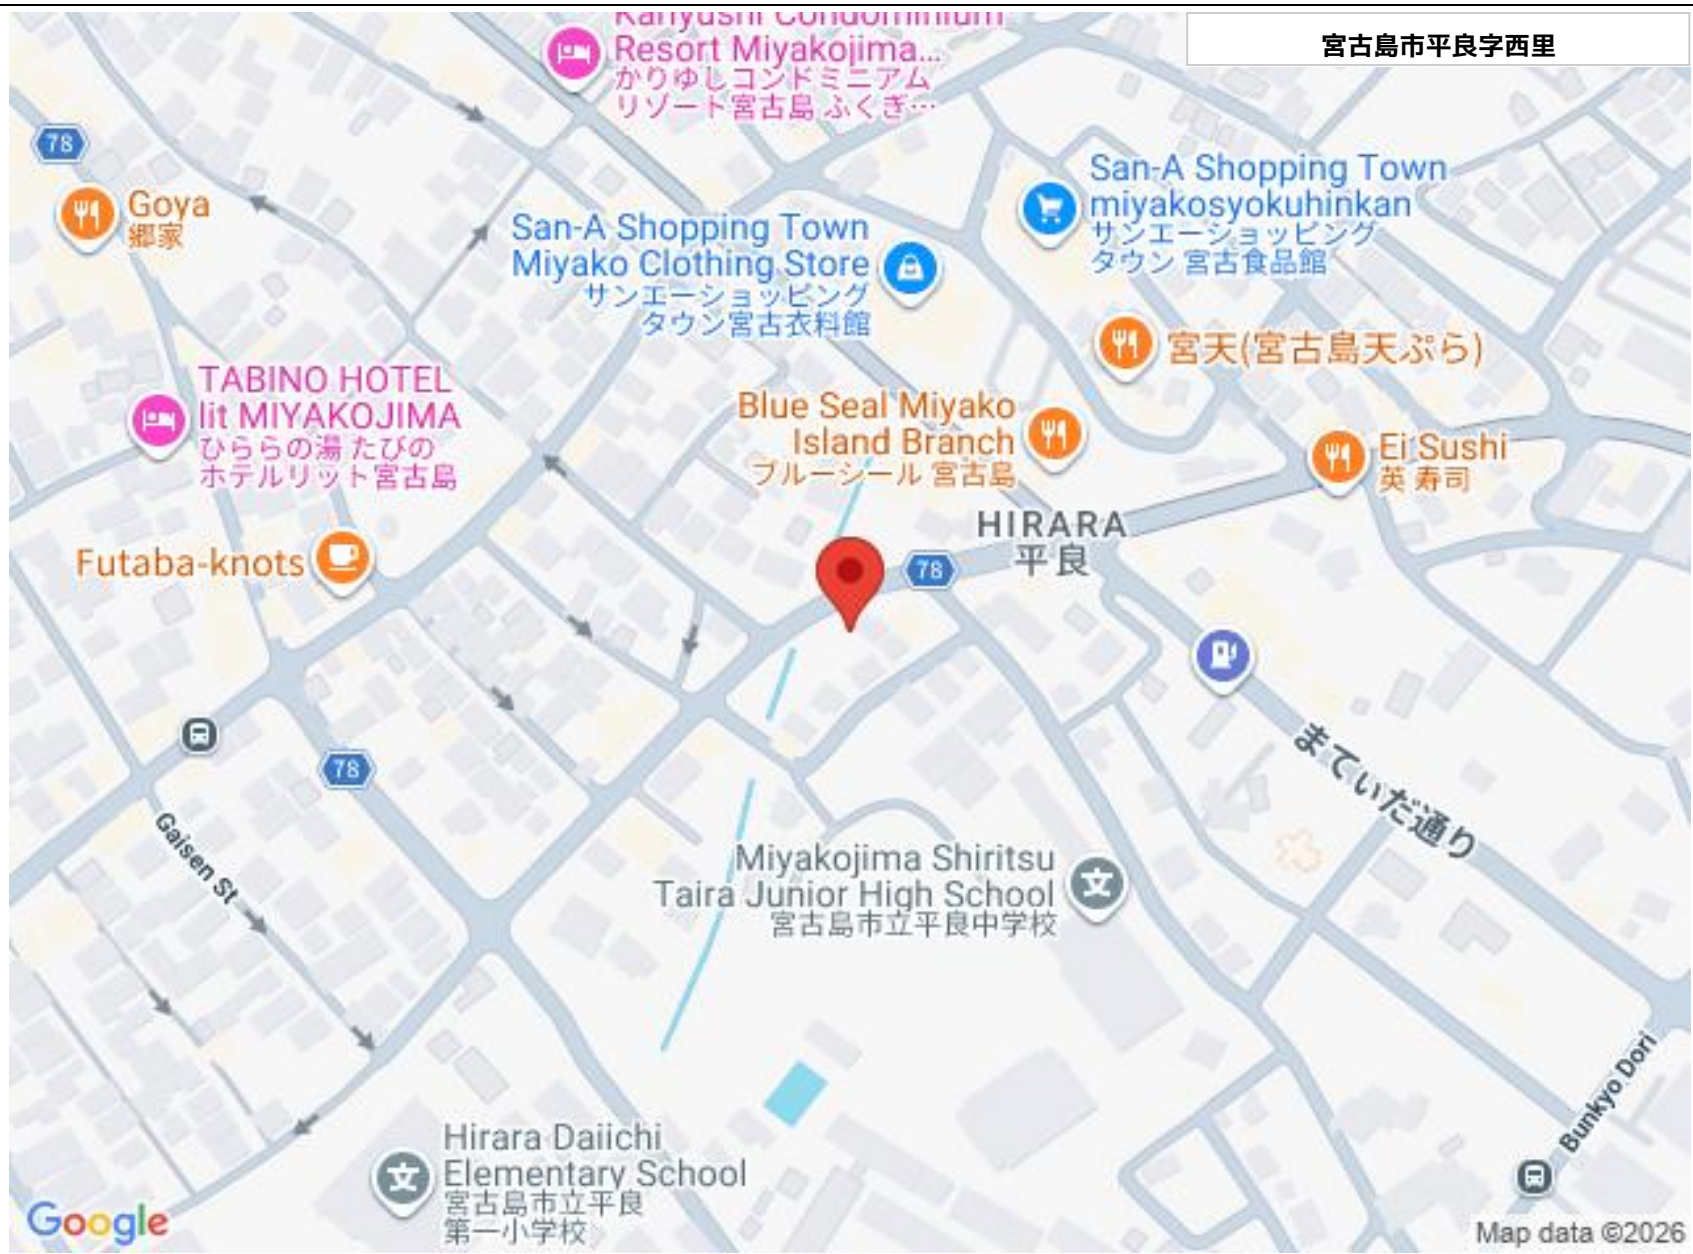 Kariyushi Condominium
Resort Miyakojima...
かりゆしコンドミニアム
リゾート宮古島 ふくぎ…
宮古島市平良字西里
78
Goya
郷家
San-A Shopping Town
Miyako Clothing Store
サンエーショッピング
タウン宮古衣料館
San-A Shopping Town
miyakosyokuhinkan
サンエーショッピング
タウン 宮古食品館
宮天(宮古島天ぷら)
TABINO HOTEL
lit MIYAKOJIMA
ひららの湯 たびの
ホテルリット宮古島
Blue Seal Miyako
Island Branch
ブルーシール 宮古島
Ei Sushi
英 寿司
HIRARA
平良
Futaba-knots
78
78
まてぃだ通り
Gaisen St
Miyakojima Shiritsu
Taira Junior High School
宮古島市立平良中学校
文
Bunkyo Dori
Hirara Daiichi
Elementary School
宮古島市立平良
第一小学校
文
Google
Map data ©2026